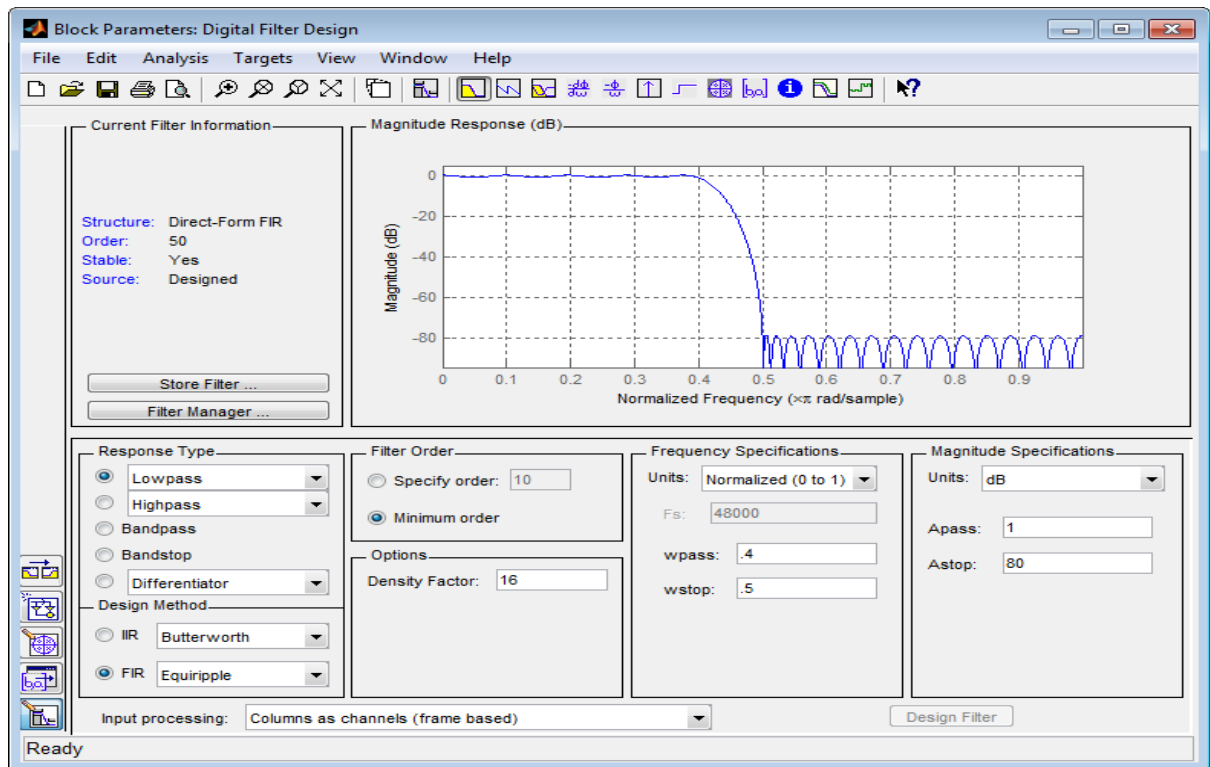 Block Parameters: Digital Filter Design
File Edit Analysis Targets View Window Help
Current Filter Information
Structure: Direct-Form FIR
Order: 50
Stable: Yes
Source: Designed
Store Filter ...
Filter Manager ...
Magnitude Response (dB)
Magnitude (dB)
0
-20
-40
-60
-80
0 0.1 0.2 0.3 0.4 0.5 0.6 0.7 0.8 0.9
Normalized Frequency (×π rad/sample)
Response Type
Lowpass
Highpass
Bandpass
Bandstop
Differentiator
Design Method
IIR Butterworth
FIR Equiripple
Filter Order
Specify order: 10
Minimum order
Options
Density Factor: 16
Frequency Specifications
Units: Normalized (0 to 1)
Fs: 48000
wpass: .4
wstop: .5
Magnitude Specifications
Units: dB
Apass: 1
Astop: 80
Input processing: Columns as channels (frame based)
Design Filter
Ready